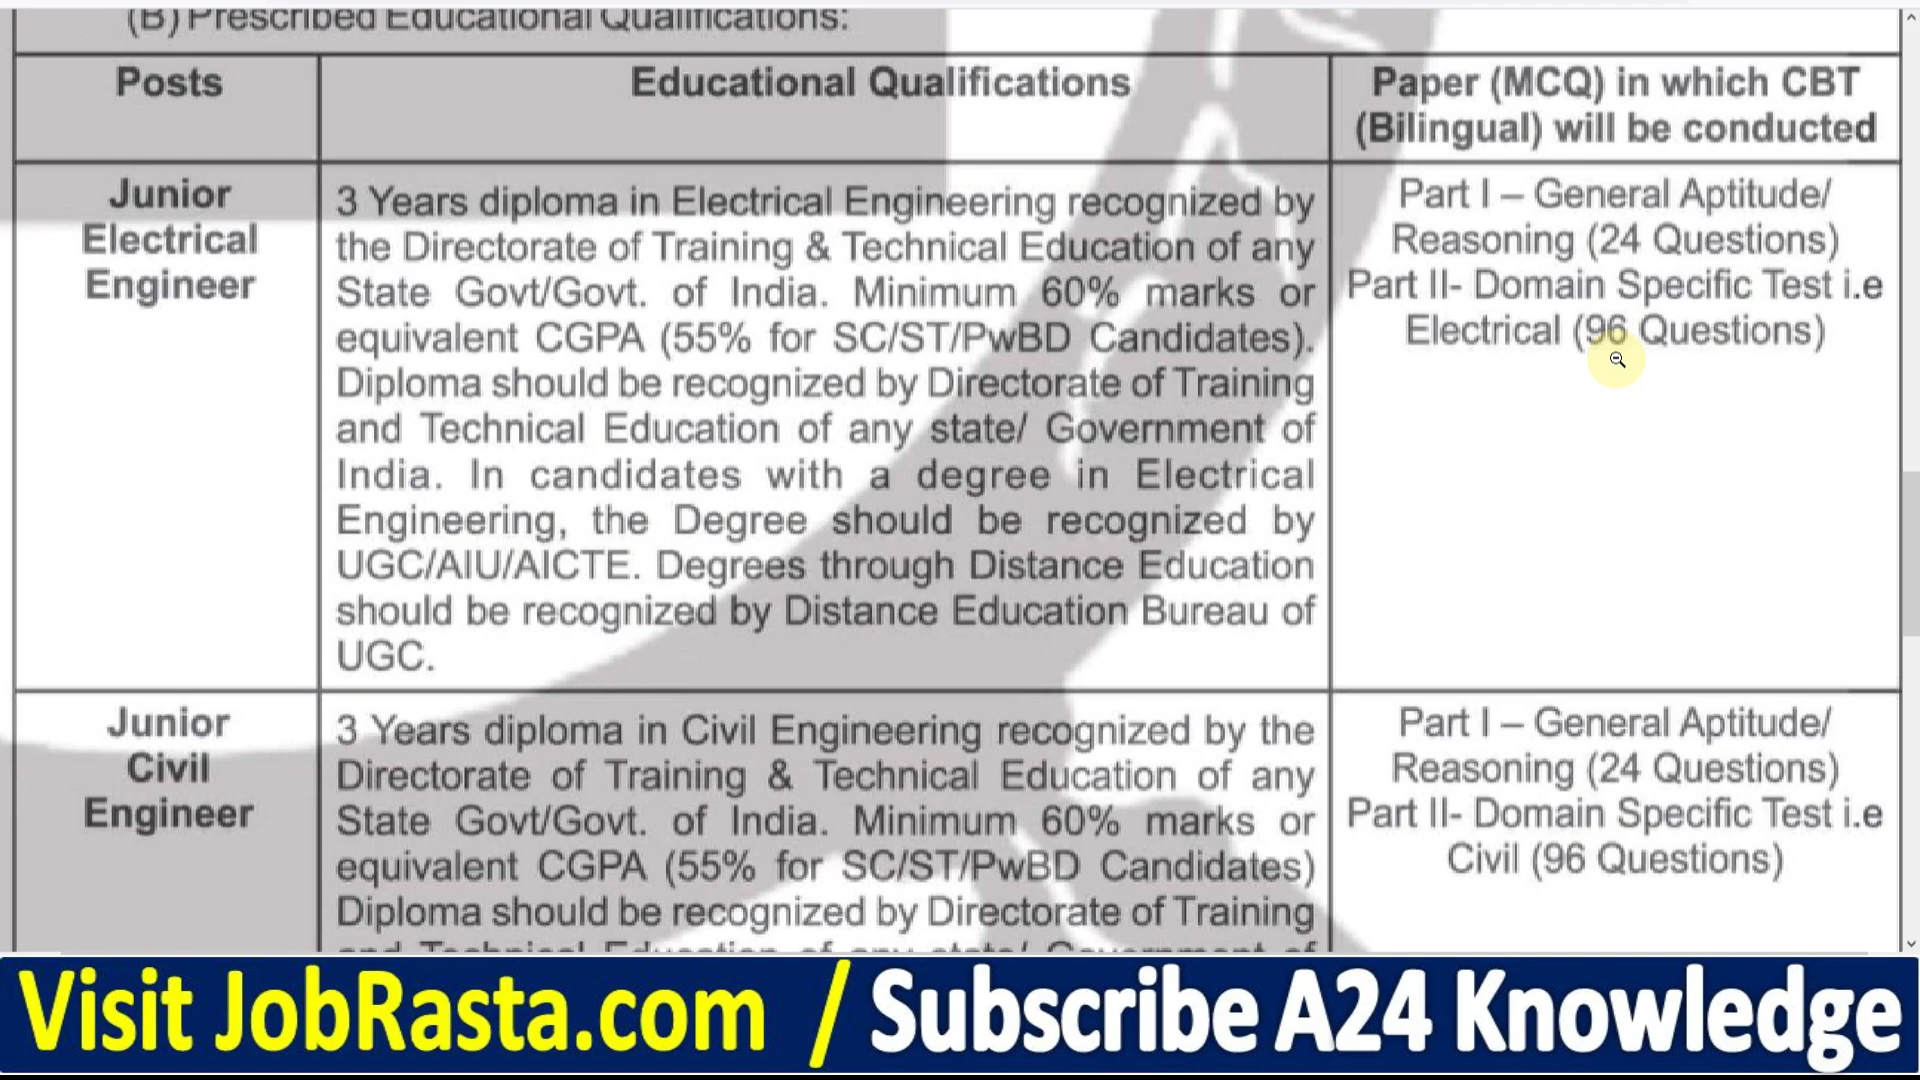 (B) Prescribed Educational Qualifications:
Posts
Educational Qualifications
Paper (MCQ) in which CBT
(Bilingual) will be conducted
Junior
Electrical
Engineer
3 Years diploma in Electrical Engineering recognized by
the Directorate of Training & Technical Education of any
State Govt/Govt. of India. Minimum 60% marks or
equivalent CGPA (55% for SC/ST/PwBD Candidates).
Diploma should be recognized by Directorate of Training
and Technical Education of any state/ Government of
India. In candidates with a degree in Electrical
Engineering, the Degree should be recognized by
UGC/AIU/AICTE. Degrees through Distance Education
should be recognized by Distance Education Bureau of
UGC.
Part I – General Aptitude/
Reasoning (24 Questions)
Part II- Domain Specific Test i.e
Electrical (96 Questions)
Junior
Civil
Engineer
3 Years diploma in Civil Engineering recognized by the
Directorate of Training & Technical Education of any
State Govt/Govt. of India. Minimum 60% marks or
equivalent CGPA (55% for SC/ST/PwBD Candidates)
Diploma should be recognized by Directorate of Training
and Technical Education of any state/ Government of
Part I – General Aptitude/
Reasoning (24 Questions)
Part II- Domain Specific Test i.e
Civil (96 Questions)
Visit JobRasta.com / Subscribe A24 Knowledge